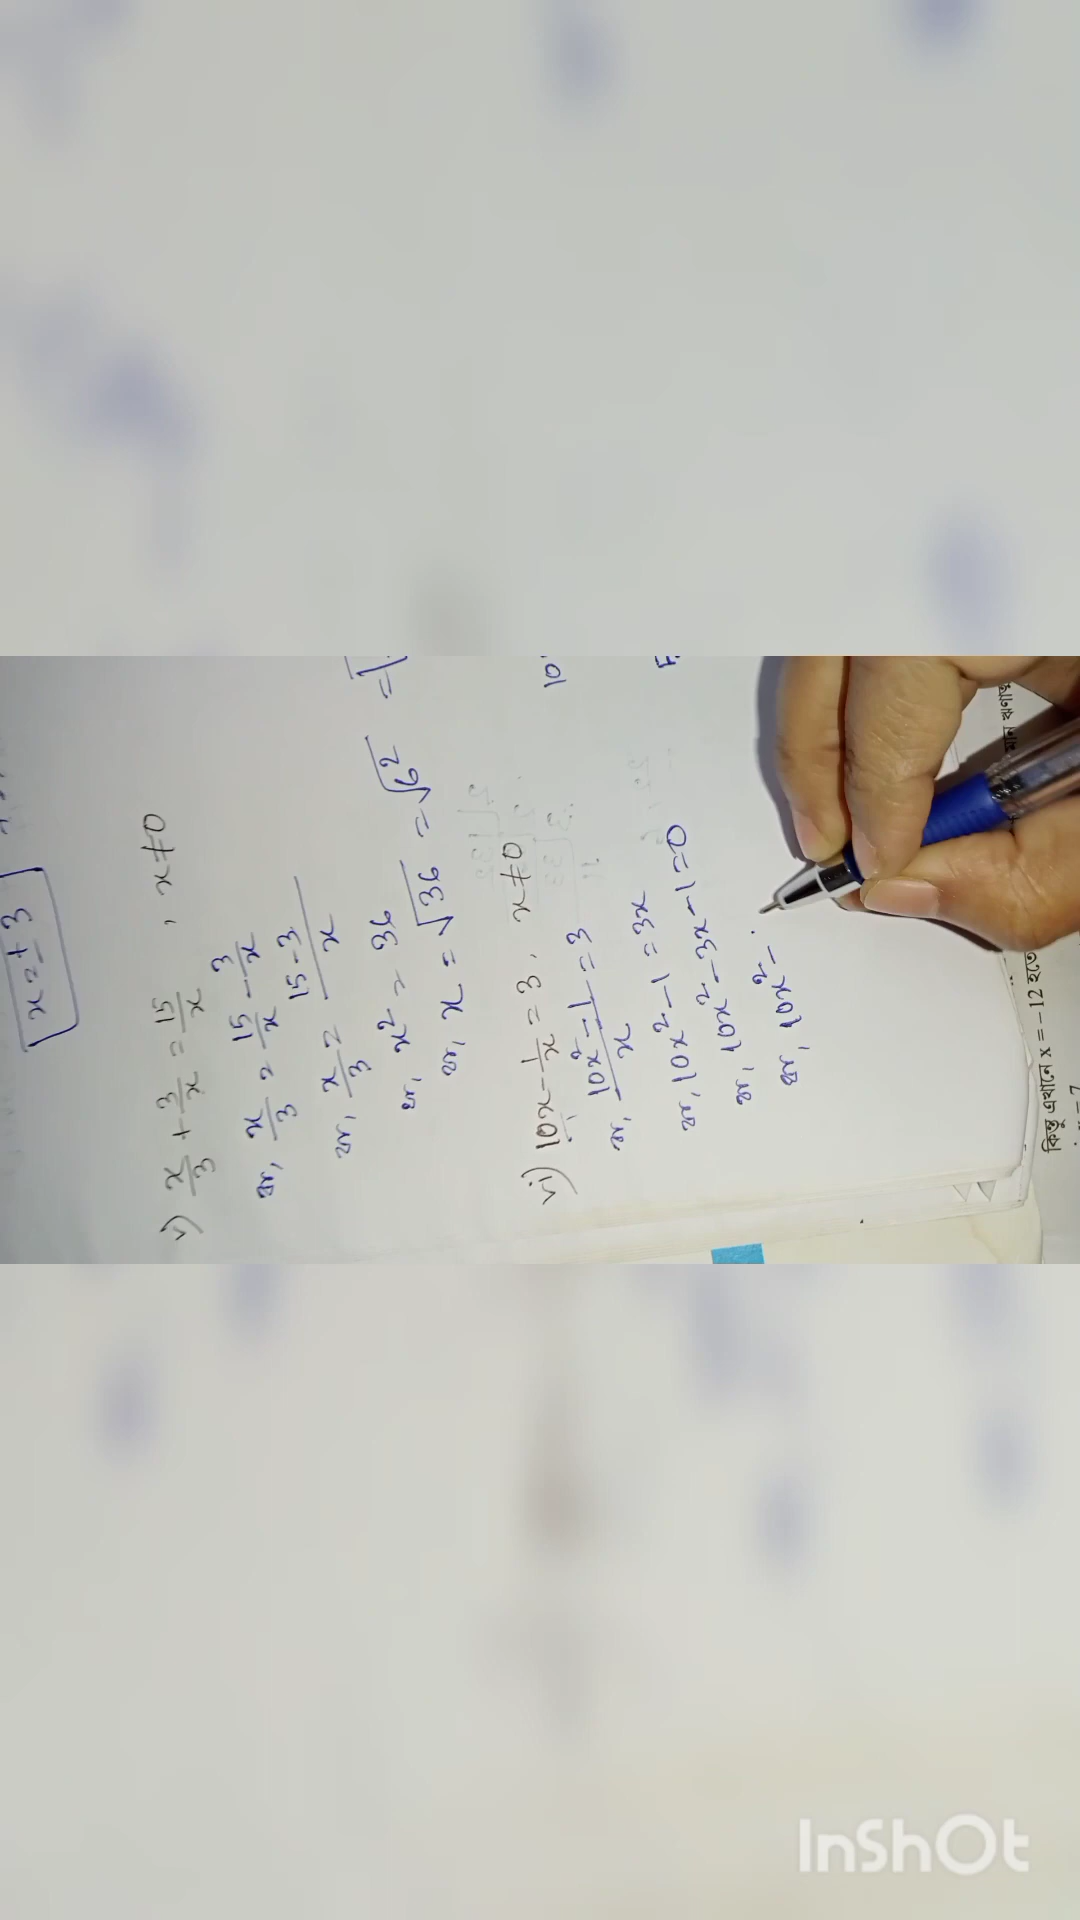 x = ± 3
v) x/3 + 3/x = 15/x , x≠0
বা, x/3 = 15/x - 3/x
বা, x/3 = 15-3/x
বা, x² = 36
বা, x = √36 = √6² =
vi) 10x - 1/x = 3, x≠0
বা, 10x²-1/x = 3
বা, 10x² - 1 = 3x
বা, 10x² - 3x - 1 = 0
বা, 10x² -
কিন্তু এখানে x = – 12 হতে
InShOt